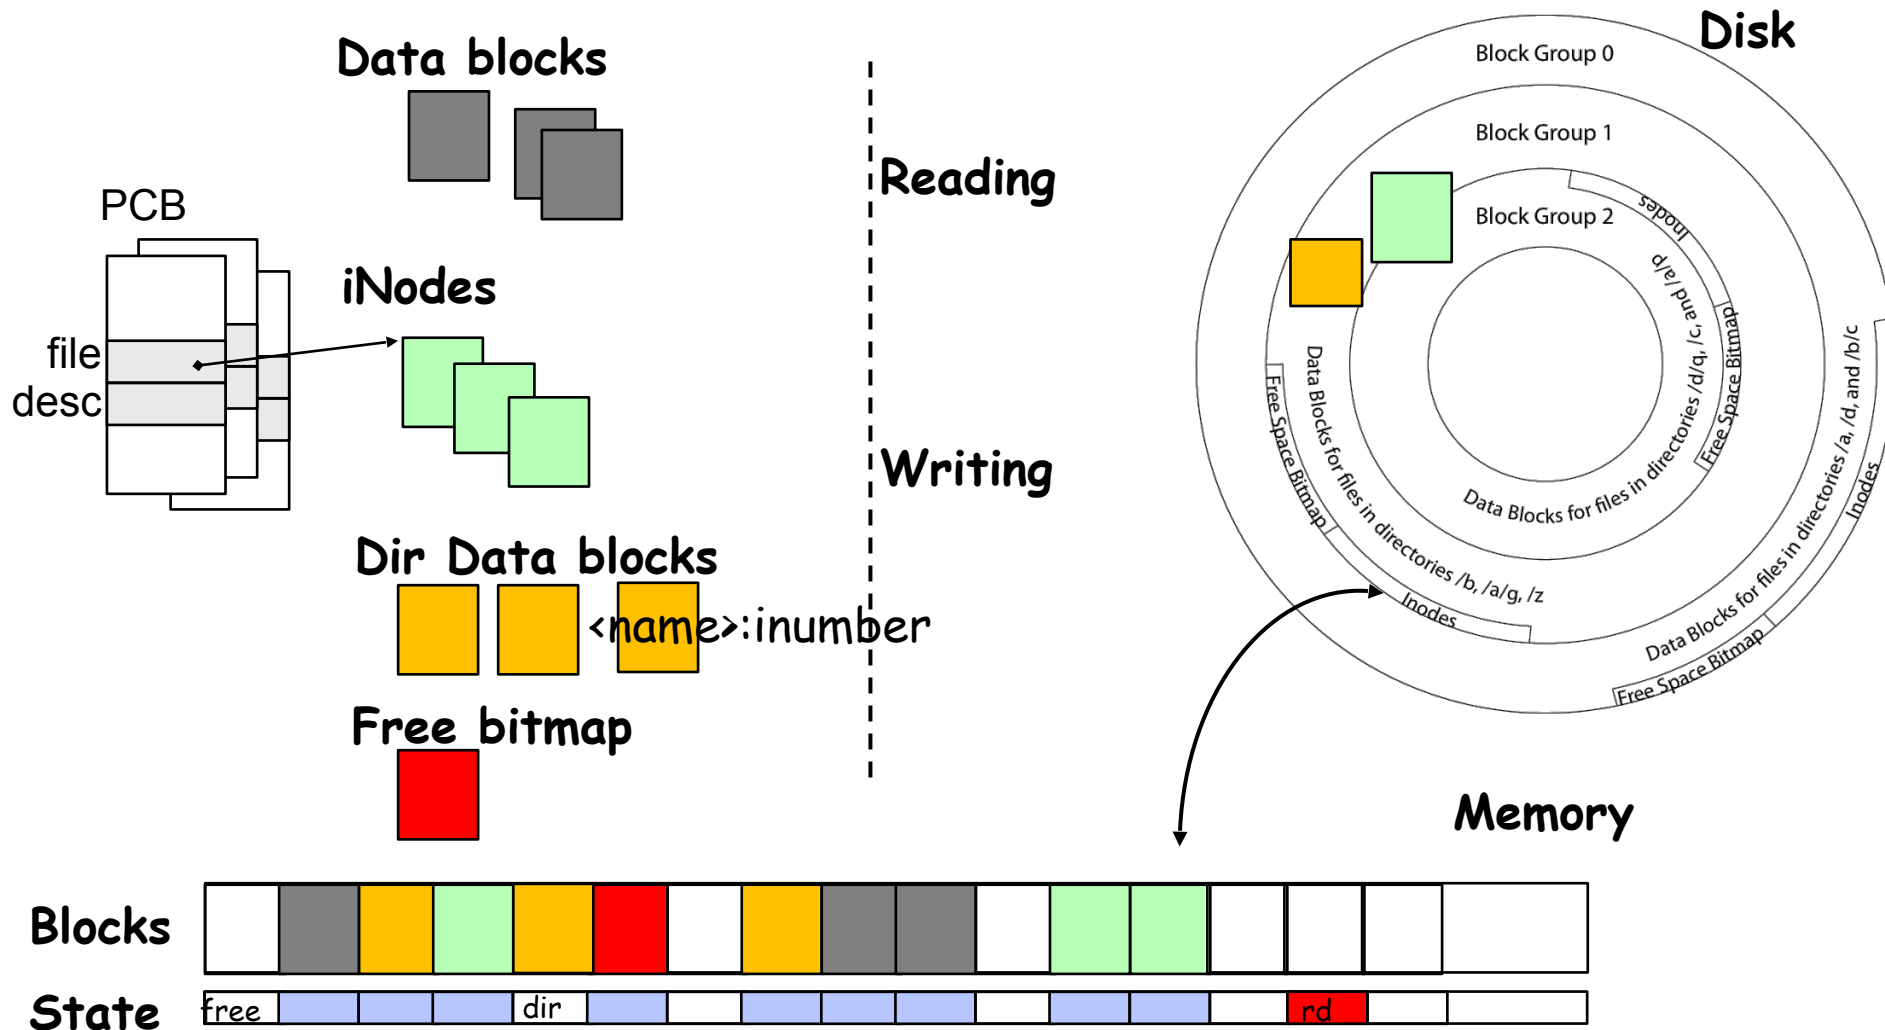 Disk
Data blocks
Block Group 0
Block Group 1
Reading
PCB
Block Group 2
Inodes
iNodes
file
desc
Data Blocks for files in directories /d/q, /c, and /a/p
Free Space Bitmap
Free Space Bitmap
Data Blocks for files in directories /b, /a/g, /z
Inodes
Data Blocks for files in directories /a, /d, and /b/c
Inodes
Free Space Bitmap
Writing
Dir Data blocks
<name>:inumber
Free bitmap
Memory
Blocks
State
free
dir
rd